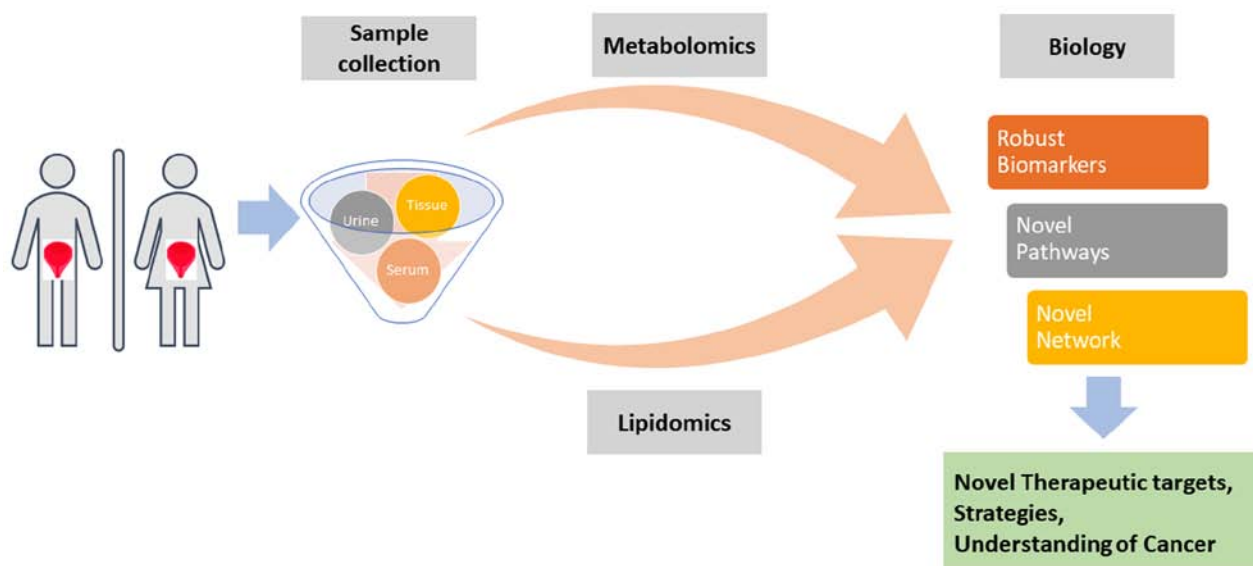 Sample
collection
Metabolomics
Biology
Urine
Tissue
Serum
Robust
Biomarkers
Novel
Pathways
Novel
Network
Lipidomics
Novel Therapeutic targets,
Strategies,
Understanding of Cancer